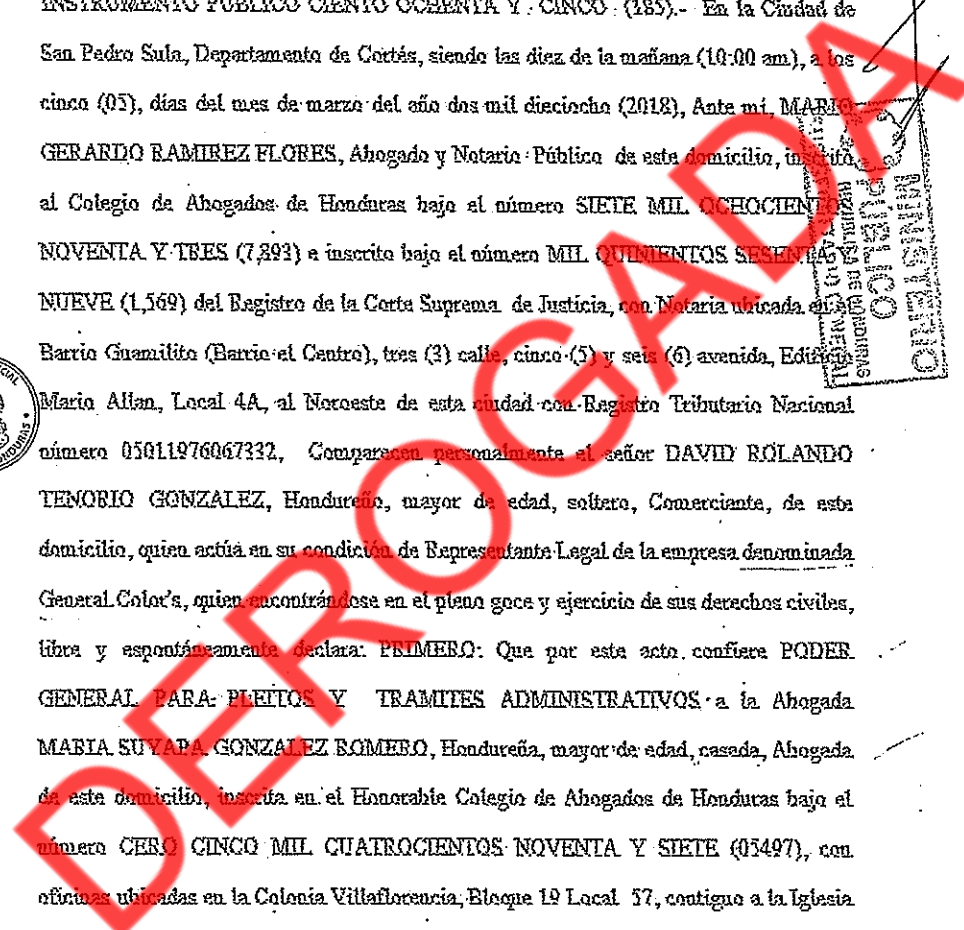 INSTRUMENTO PUBLICO CIENTO OCHENTA Y CINCO (185).- En la Ciudad de
San Pedro Sula, Departamento de Cortés, siendo las diez de la mañana (10:00 am), a los
cinco (05), días del mes de marzo del año dos mil dieciocho (2018), Ante mí, MARIO
GERARDO RAMIREZ FLORES, Abogado y Notario Público de este domicilio, inscrito
al Colegio de Abogados de Honduras bajo el número SIETE MIL OCHOCIENTO
NOVENTA Y TRES (7,893) e inscrito bajo el número MIL QUINIENTOS SESENTA
NUEVE (1,569) del Registro de la Corte Suprema de Justicia, con Notaria ubicada en el
Barrio Guamilito (Barrio el Centro), tres (3) calle, cinco (5) y seis (6) avenida, Edificio
Mario Allan, Local 4A, al Noroeste de esta ciudad con Registro Tributario Nacional
número 05011976067332, Comparecen personalmente el señor DAVID ROLANDO
TENORIO GONZALEZ, Hondureño, mayor de edad, soltero, Comerciante, de este
domicilio, quien actúa en su condición de Representante Legal de la empresa denominada
General Color's, quien encontrándose en el pleno goce y ejercicio de sus derechos civiles,
libre y espontáneamente declara: PRIMERO: Que por este acto confiere PODER
GENERAL PARA PLEITOS Y TRAMITES ADMINISTRATIVOS a la Abogada
MARIA SUYAPA GONZALEZ ROMERO, Hondureña, mayor de edad, casada, Abogada
de este domicilio, inscrita en el Honorable Colegio de Abogados de Honduras bajo el
número CERO CINCO MIL CUATROCIENTOS NOVENTA Y SIETE (05497), con
oficinas ubicadas en la Colonia Villaflorencia, Bloque 19 Local 57, contiguo a la Iglesia
MINISTERIO
PÚBLICO
REPUBLICA DE HONDURAS
DEROGADA